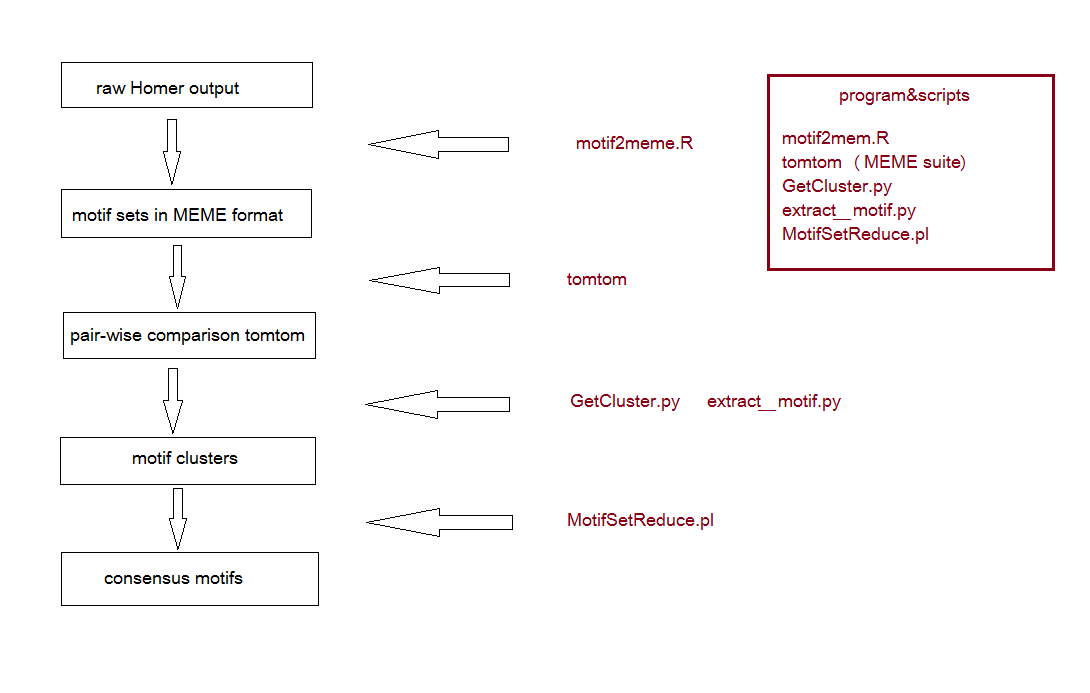 raw Homer output
motif2meme.R
motif sets in MEME format
tomtom
pair-wise comparison tomtom
GetCluster.py extract__motif.py
motif clusters
MotifSetReduce.pl
consensus motifs
program&scripts
motif2mem.R
tomtom ( MEME suite)
GetCluster.py
extract__motif.py
MotifSetReduce.pl